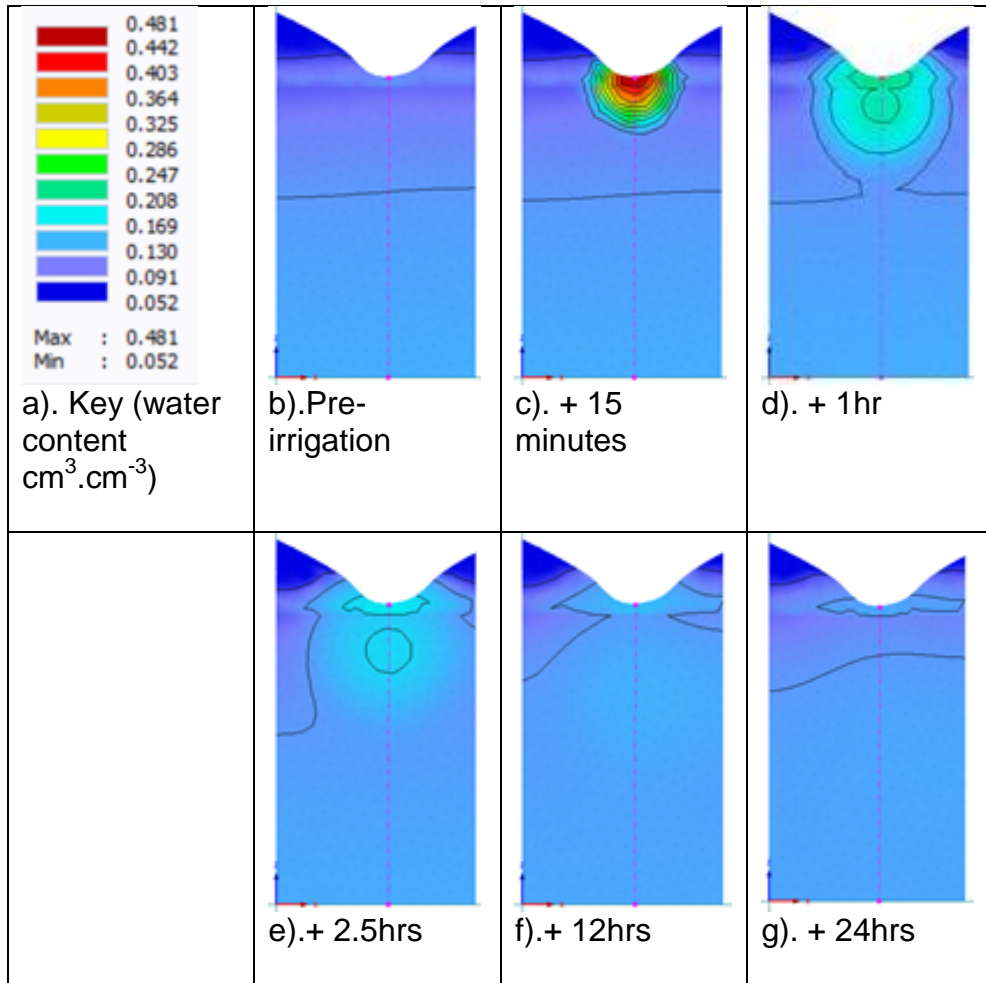 0.481
0.442
0.403
0.364
0.325
0.286
0.247
0.208
0.169
0.130
0.091
0.052
Max : 0.481
Min : 0.052
a). Key (water
content
cm³.cm⁻³)
b).Pre-
irrigation
c). + 15
minutes
d). + 1hr
e).+ 2.5hrs
f).+ 12hrs
g). + 24hrs